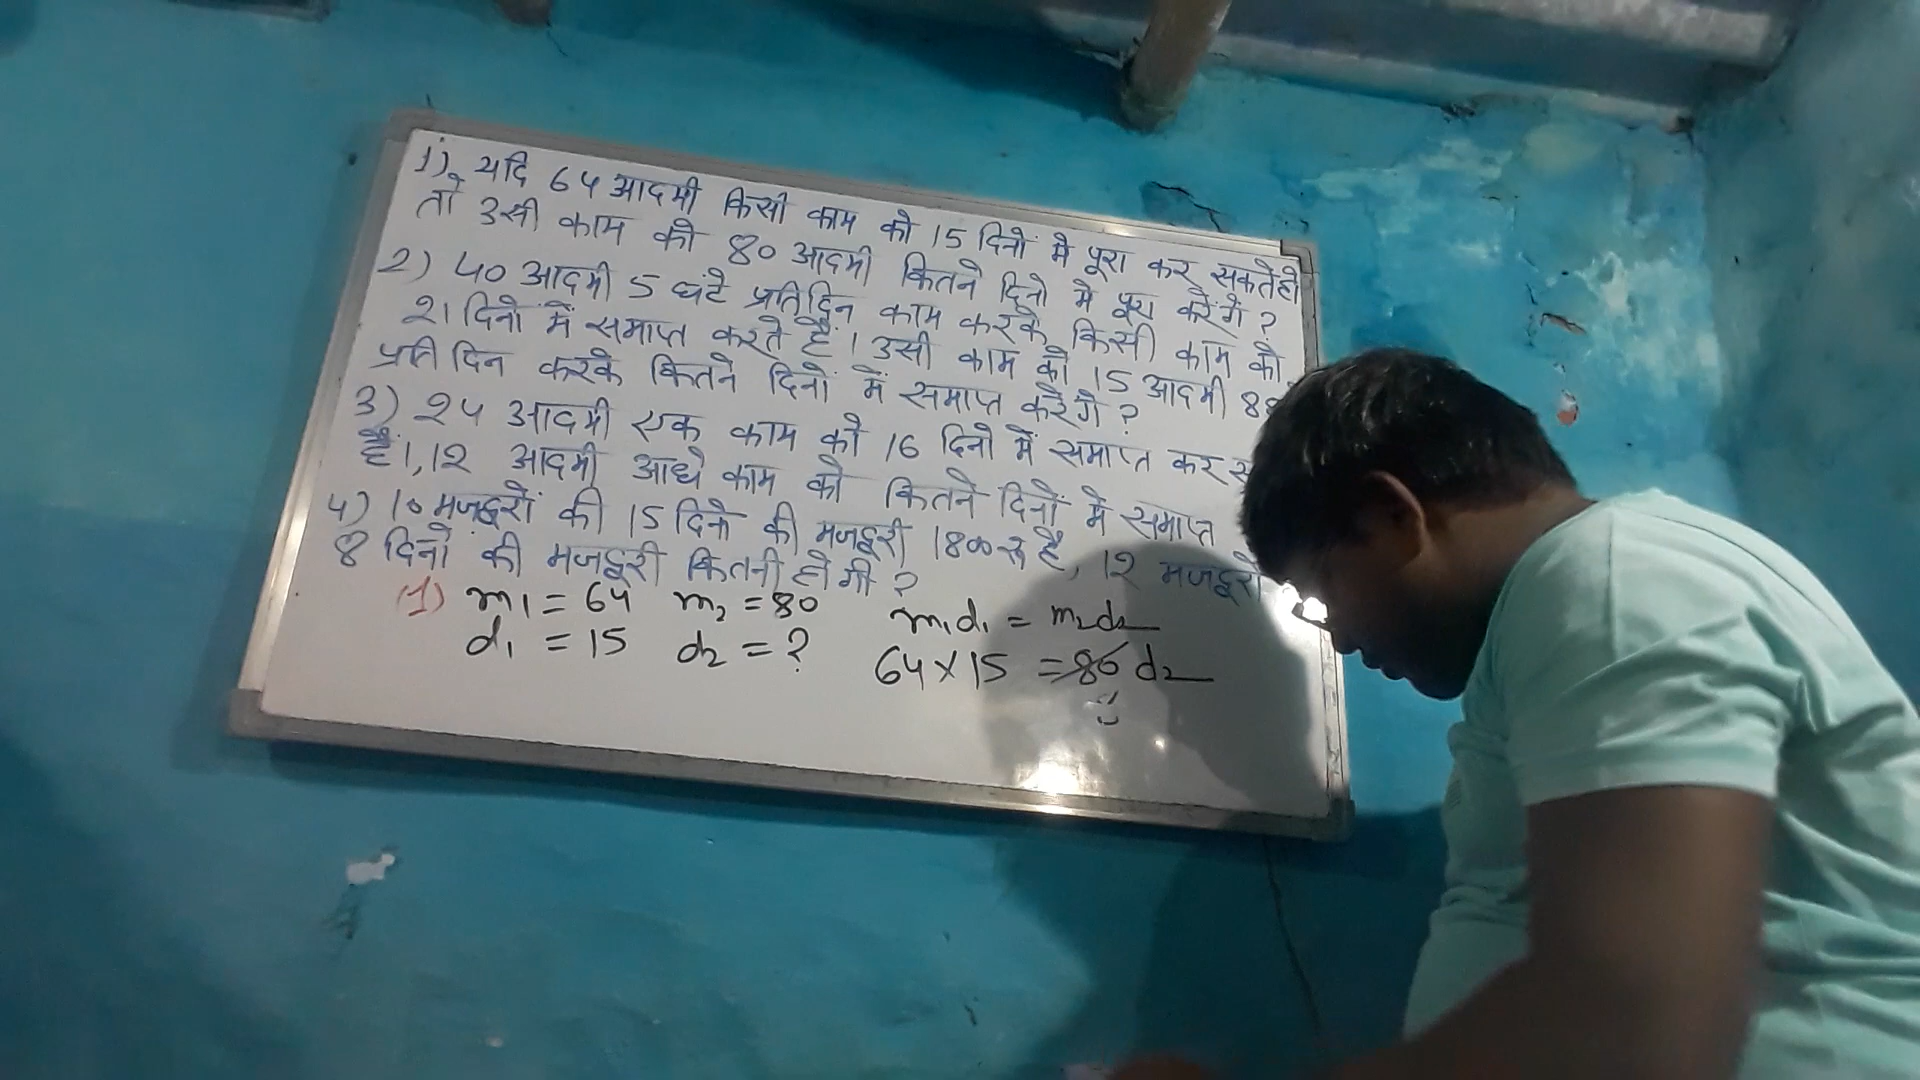 1) यदि 64 आदमी किसी काम को 15 दिनों में पूरा कर सकते हो
तो उसी काम को 80 आदमी कितने दिनों मे पूरा करेंगे ?
2) 40 आदमी 5 घंटे प्रतिदिन काम करके किसी काम को
21 दिनों में समाप्त करते हैं । उसी काम को 15 आदमी 8
प्रति दिन करके कितने दिनों में समाप्त करेगे ?
3) 24 आदमी एक काम को 16 दिनों में समाप्त कर
हैं ।, 12 आदमी आधे काम को कितने दिनों मे समाप्त
4) 10 मजदूरों की 15 दिनों की मजदूरी 1800 रु है, 12 मजदूरो
8 दिनों की मजदूरी कितनी होगी ?
(1) m₁ = 64 m₂ = 80 m₁d₁ = m₂d₂
d₁ = 15 d₂ = ? 64 × 15 = 80 d₂